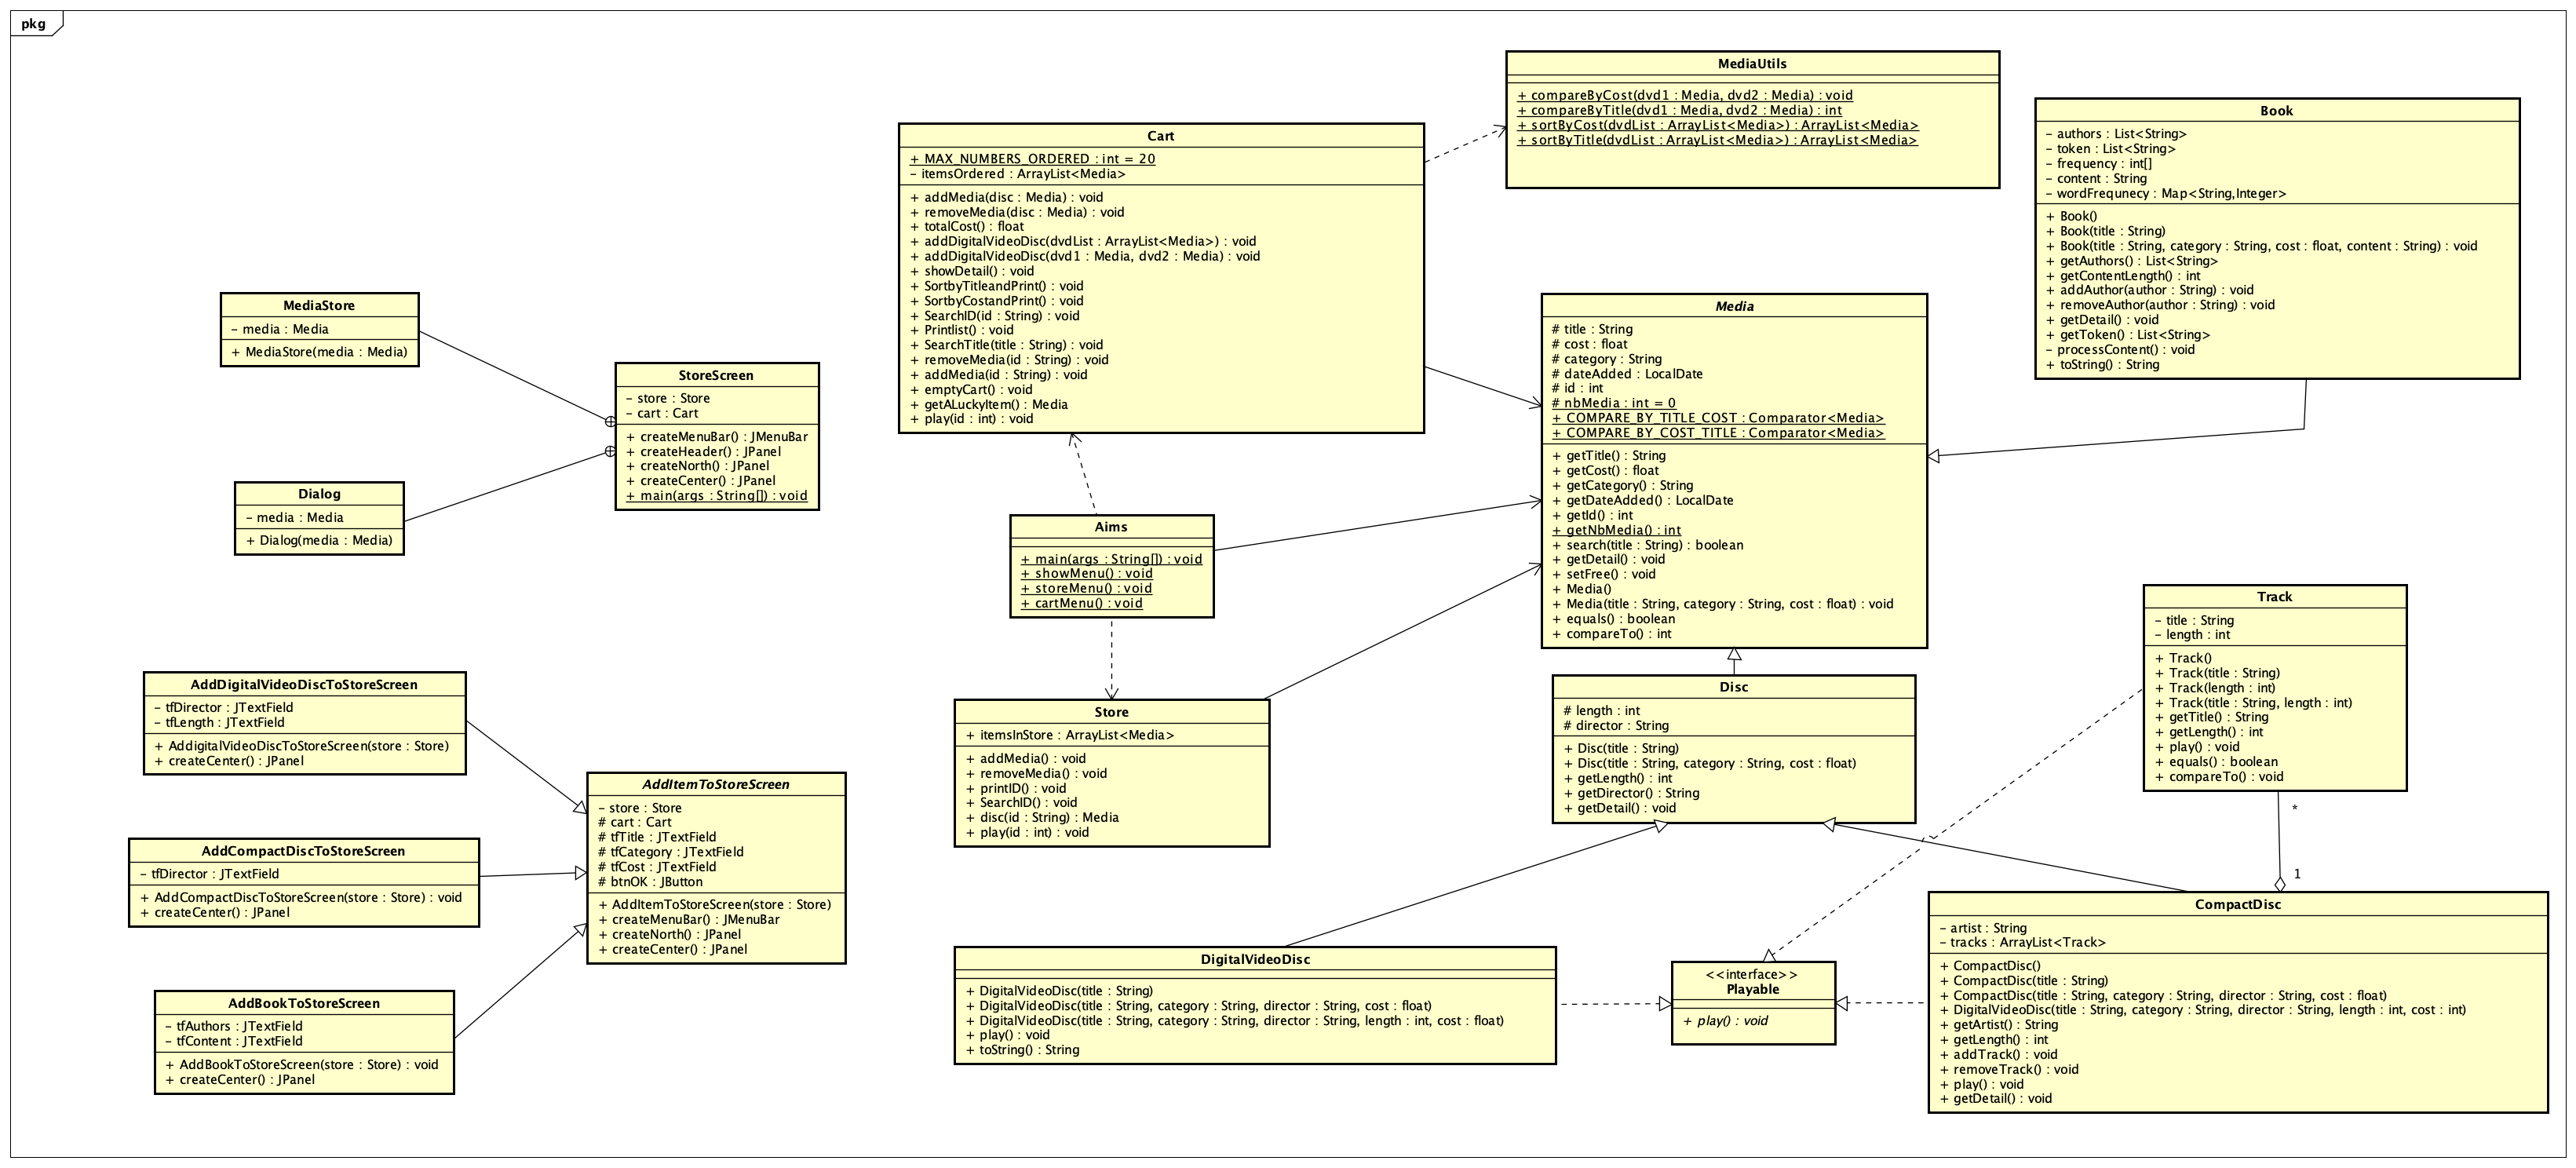 pkg
MediaUtils
+ compareByCost(dvd1 : Media, dvd2 : Media) : void
+ compareByTitle(dvd1 : Media, dvd2 : Media) : int
+ sortByCost(dvdList : ArrayList<Media>) : ArrayList<Media>
+ sortByTitle(dvdList : ArrayList<Media>) : ArrayList<Media>
Book
- authors : List<String>
- token : List<String>
- frequency : int[]
- content : String
- wordFrequnecy : Map<String,Integer>
+ Book()
+ Book(title : String)
+ Book(title : String, category : String, cost : float, content : String) : void
+ getAuthors() : List<String>
+ getContentLength() : int
+ addAuthor(author : String) : void
+ removeAuthor(author : String) : void
+ getDetail() : void
+ getToken() : List<String>
- processContent() : void
+ toString() : String
Cart
+ MAX_NUMBERS_ORDERED : int = 20
- itemsOrdered : ArrayList<Media>
+ addMedia(disc : Media) : void
+ removeMedia(disc : Media) : void
+ totalCost() : float
+ addDigitalVideoDisc(dvdList : ArrayList<Media>) : void
+ addDigitalVideoDisc(dvd1 : Media, dvd2 : Media) : void
+ showDetail() : void
+ SortbyTitleandPrint() : void
+ SortbyCostandPrint() : void
+ SearchID(id : String) : void
+ Printlist() : void
+ SearchTitle(title : String) : void
+ removeMedia(id : String) : void
+ addMedia(id : String) : void
+ emptyCart() : void
+ getALuckyItem() : Media
+ play(id : int) : void
MediaStore
- media : Media
+ MediaStore(media : Media)
StoreScreen
- store : Store
- cart : Cart
+ createMenuBar() : JMenuBar
+ createHeader() : JPanel
+ createNorth() : JPanel
+ createCenter() : JPanel
+ main(args : String[]) : void
Dialog
- media : Media
+ Dialog(media : Media)
Media
# title : String
# cost : float
# category : String
# dateAdded : LocalDate
# id : int
# nbMedia : int = 0
+ COMPARE_BY_TITLE_COST : Comparator<Media>
+ COMPARE_BY_COST_TITLE : Comparator<Media>
+ getTitle() : String
+ getCost() : float
+ getCategory() : String
+ getDateAdded() : LocalDate
+ getId() : int
+ getNbMedia() : int
+ search(title : String) : boolean
+ getDetail() : void
+ setFree() : void
+ Media()
+ Media(title : String, category : String, cost : float) : void
+ equals() : boolean
+ compareTo() : int
Aims
+ main(args : String[]) : void
+ showMenu() : void
+ storeMenu() : void
+ cartMenu() : void
Track
- title : String
- length : int
+ Track()
+ Track(title : String)
+ Track(length : int)
+ Track(title : String, length : int)
+ getTitle() : String
+ getLength() : int
+ play() : void
+ equals() : boolean
+ compareTo() : void
*
1
AddDigitalVideoDiscToStoreScreen
- tfDirector : JTextField
- tfLength : JTextField
+ AddigitalVideoDiscToStoreScreen(store : Store)
+ createCenter() : JPanel
Store
+ itemsInStore : ArrayList<Media>
+ addMedia() : void
+ removeMedia() : void
+ printID() : void
+ SearchID() : void
+ disc(id : String) : Media
+ play(id : int) : void
Disc
# length : int
# director : String
+ Disc(title : String)
+ Disc(title : String, category : String, cost : float)
+ getLength() : int
+ getDirector() : String
+ getDetail() : void
AddItemToStoreScreen
- store : Store
# cart : Cart
# tfTitle : JTextField
# tfCategory : JTextField
# tfCost : JTextField
# btnOK : JButton
+ AddItemToStoreScreen(store : Store)
+ createMenuBar() : JMenuBar
+ createNorth() : JPanel
+ createCenter() : JPanel
AddCompactDiscToStoreScreen
- tfDirector : JTextField
+ AddCompactDiscToStoreScreen(store : Store) : void
+ createCenter() : JPanel
AddBookToStoreScreen
- tfAuthors : JTextField
- tfContent : JTextField
+ AddBookToStoreScreen(store : Store) : void
+ createCenter() : JPanel
DigitalVideoDisc
+ DigitalVideoDisc(title : String)
+ DigitalVideoDisc(title : String, category : String, director : String, cost : float)
+ DigitalVideoDisc(title : String, category : String, director : String, length : int, cost : float)
+ play() : void
+ toString() : String
<<interface>>
Playable
+ play() : void
CompactDisc
- artist : String
- tracks : ArrayList<Track>
+ CompactDisc()
+ CompactDisc(title : String)
+ CompactDisc(title : String, category : String, director : String, cost : float)
+ DigitalVideoDisc(title : String, category : String, director : String, length : int, cost : int)
+ getArtist() : String
+ getLength() : int
+ addTrack() : void
+ removeTrack() : void
+ play() : void
+ getDetail() : void